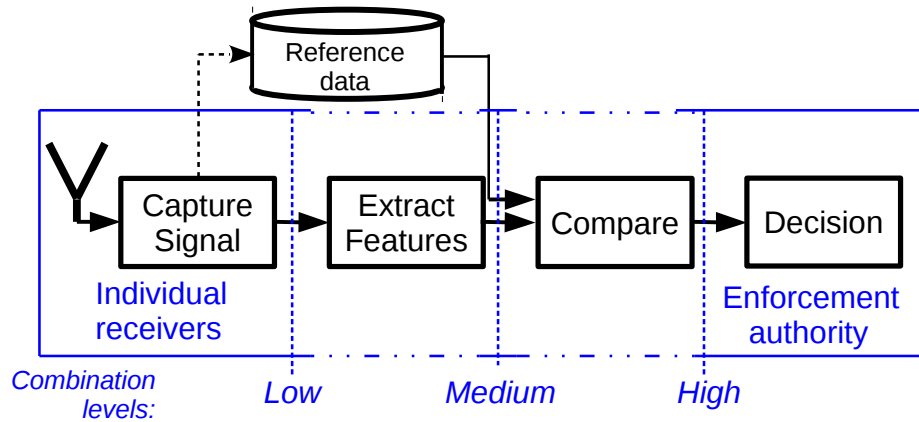 Reference
data
Capture
Signal
Extract
Features
Compare
Decision
Individual
receivers
Enforcement
authority
Combination
levels:
Low
Medium
High